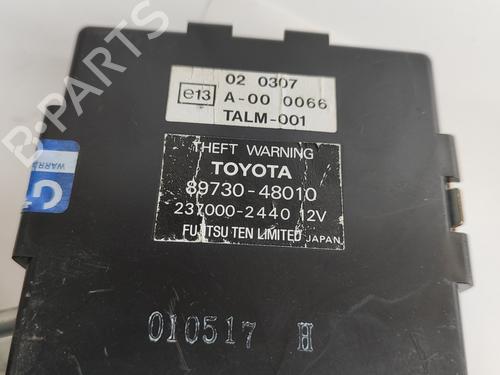 B-PARTS
02 0307
e13 A-00 0066
TALM-001
THEFT WARNING
TOYOTA
89730-48010
237000-2440 12V
FUJITSU TEN LIMITED JAPAN
010517 H